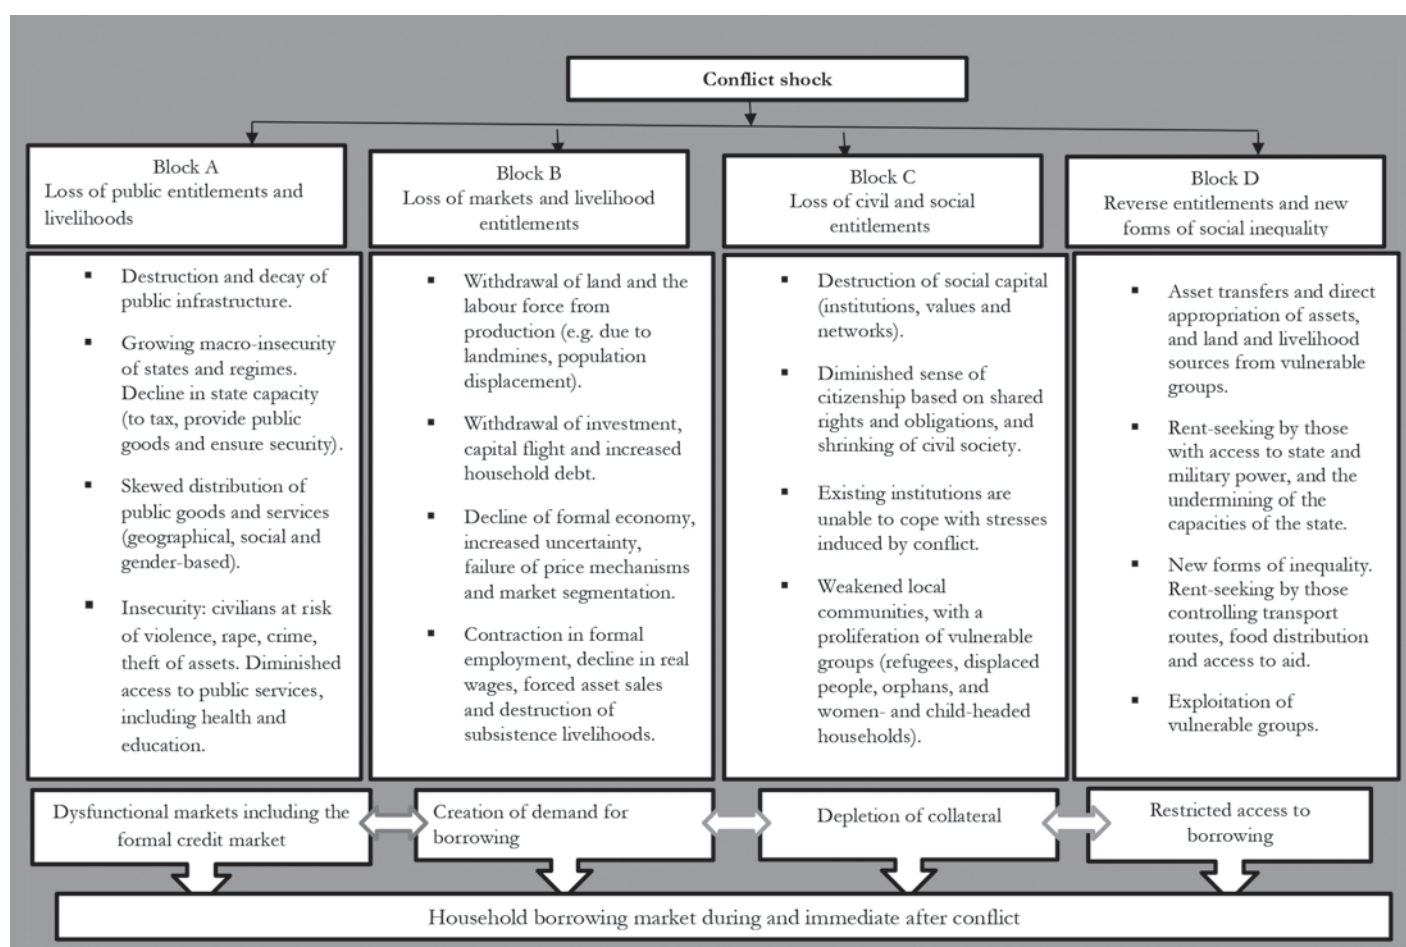 Conflict shock
Block A
Loss of public entitlements and
livelihoods
Block B
Loss of markets and livelihood
entitlements
Block C
Loss of civil and social
entitlements
Block D
Reverse entitlements and new
forms of social inequality
▪ Destruction and decay of
public infrastructure.
▪ Growing macro-insecurity
of states and regimes.
Decline in state capacity
(to tax, provide public
goods and ensure security).
▪ Skewed distribution of
public goods and services
(geographical, social and
gender-based).
▪ Insecurity: civilians at risk
of violence, rape, crime,
theft of assets. Diminished
access to public services,
including health and
education.
▪ Withdrawal of land and the
labour force from
production (e.g. due to
landmines, population
displacement).
▪ Withdrawal of investment,
capital flight and increased
household debt.
▪ Decline of formal economy,
increased uncertainty,
failure of price mechanisms
and market segmentation.
▪ Contraction in formal
employment, decline in real
wages, forced asset sales
and destruction of
subsistence livelihoods.
▪ Destruction of social capital
(institutions, values and
networks).
▪ Diminished sense of
citizenship based on shared
rights and obligations, and
shrinking of civil society.
▪ Existing institutions are
unable to cope with stresses
induced by conflict.
▪ Weakened local
communities, with a
proliferation of vulnerable
groups (refugees, displaced
people, orphans, and
women- and child-headed
households).
▪ Asset transfers and direct
appropriation of assets,
and land and livelihood
sources from vulnerable
groups.
▪ Rent-seeking by those
with access to state and
military power, and the
undermining of the
capacities of the state.
▪ New forms of inequality.
Rent-seeking by those
controlling transport
routes, food distribution
and access to aid.
▪ Exploitation of
vulnerable groups.
Dysfunctional markets including the
formal credit market
Creation of demand for
borrowing
Depletion of collateral
Restricted access to
borrowing
Household borrowing market during and immediate after conflict